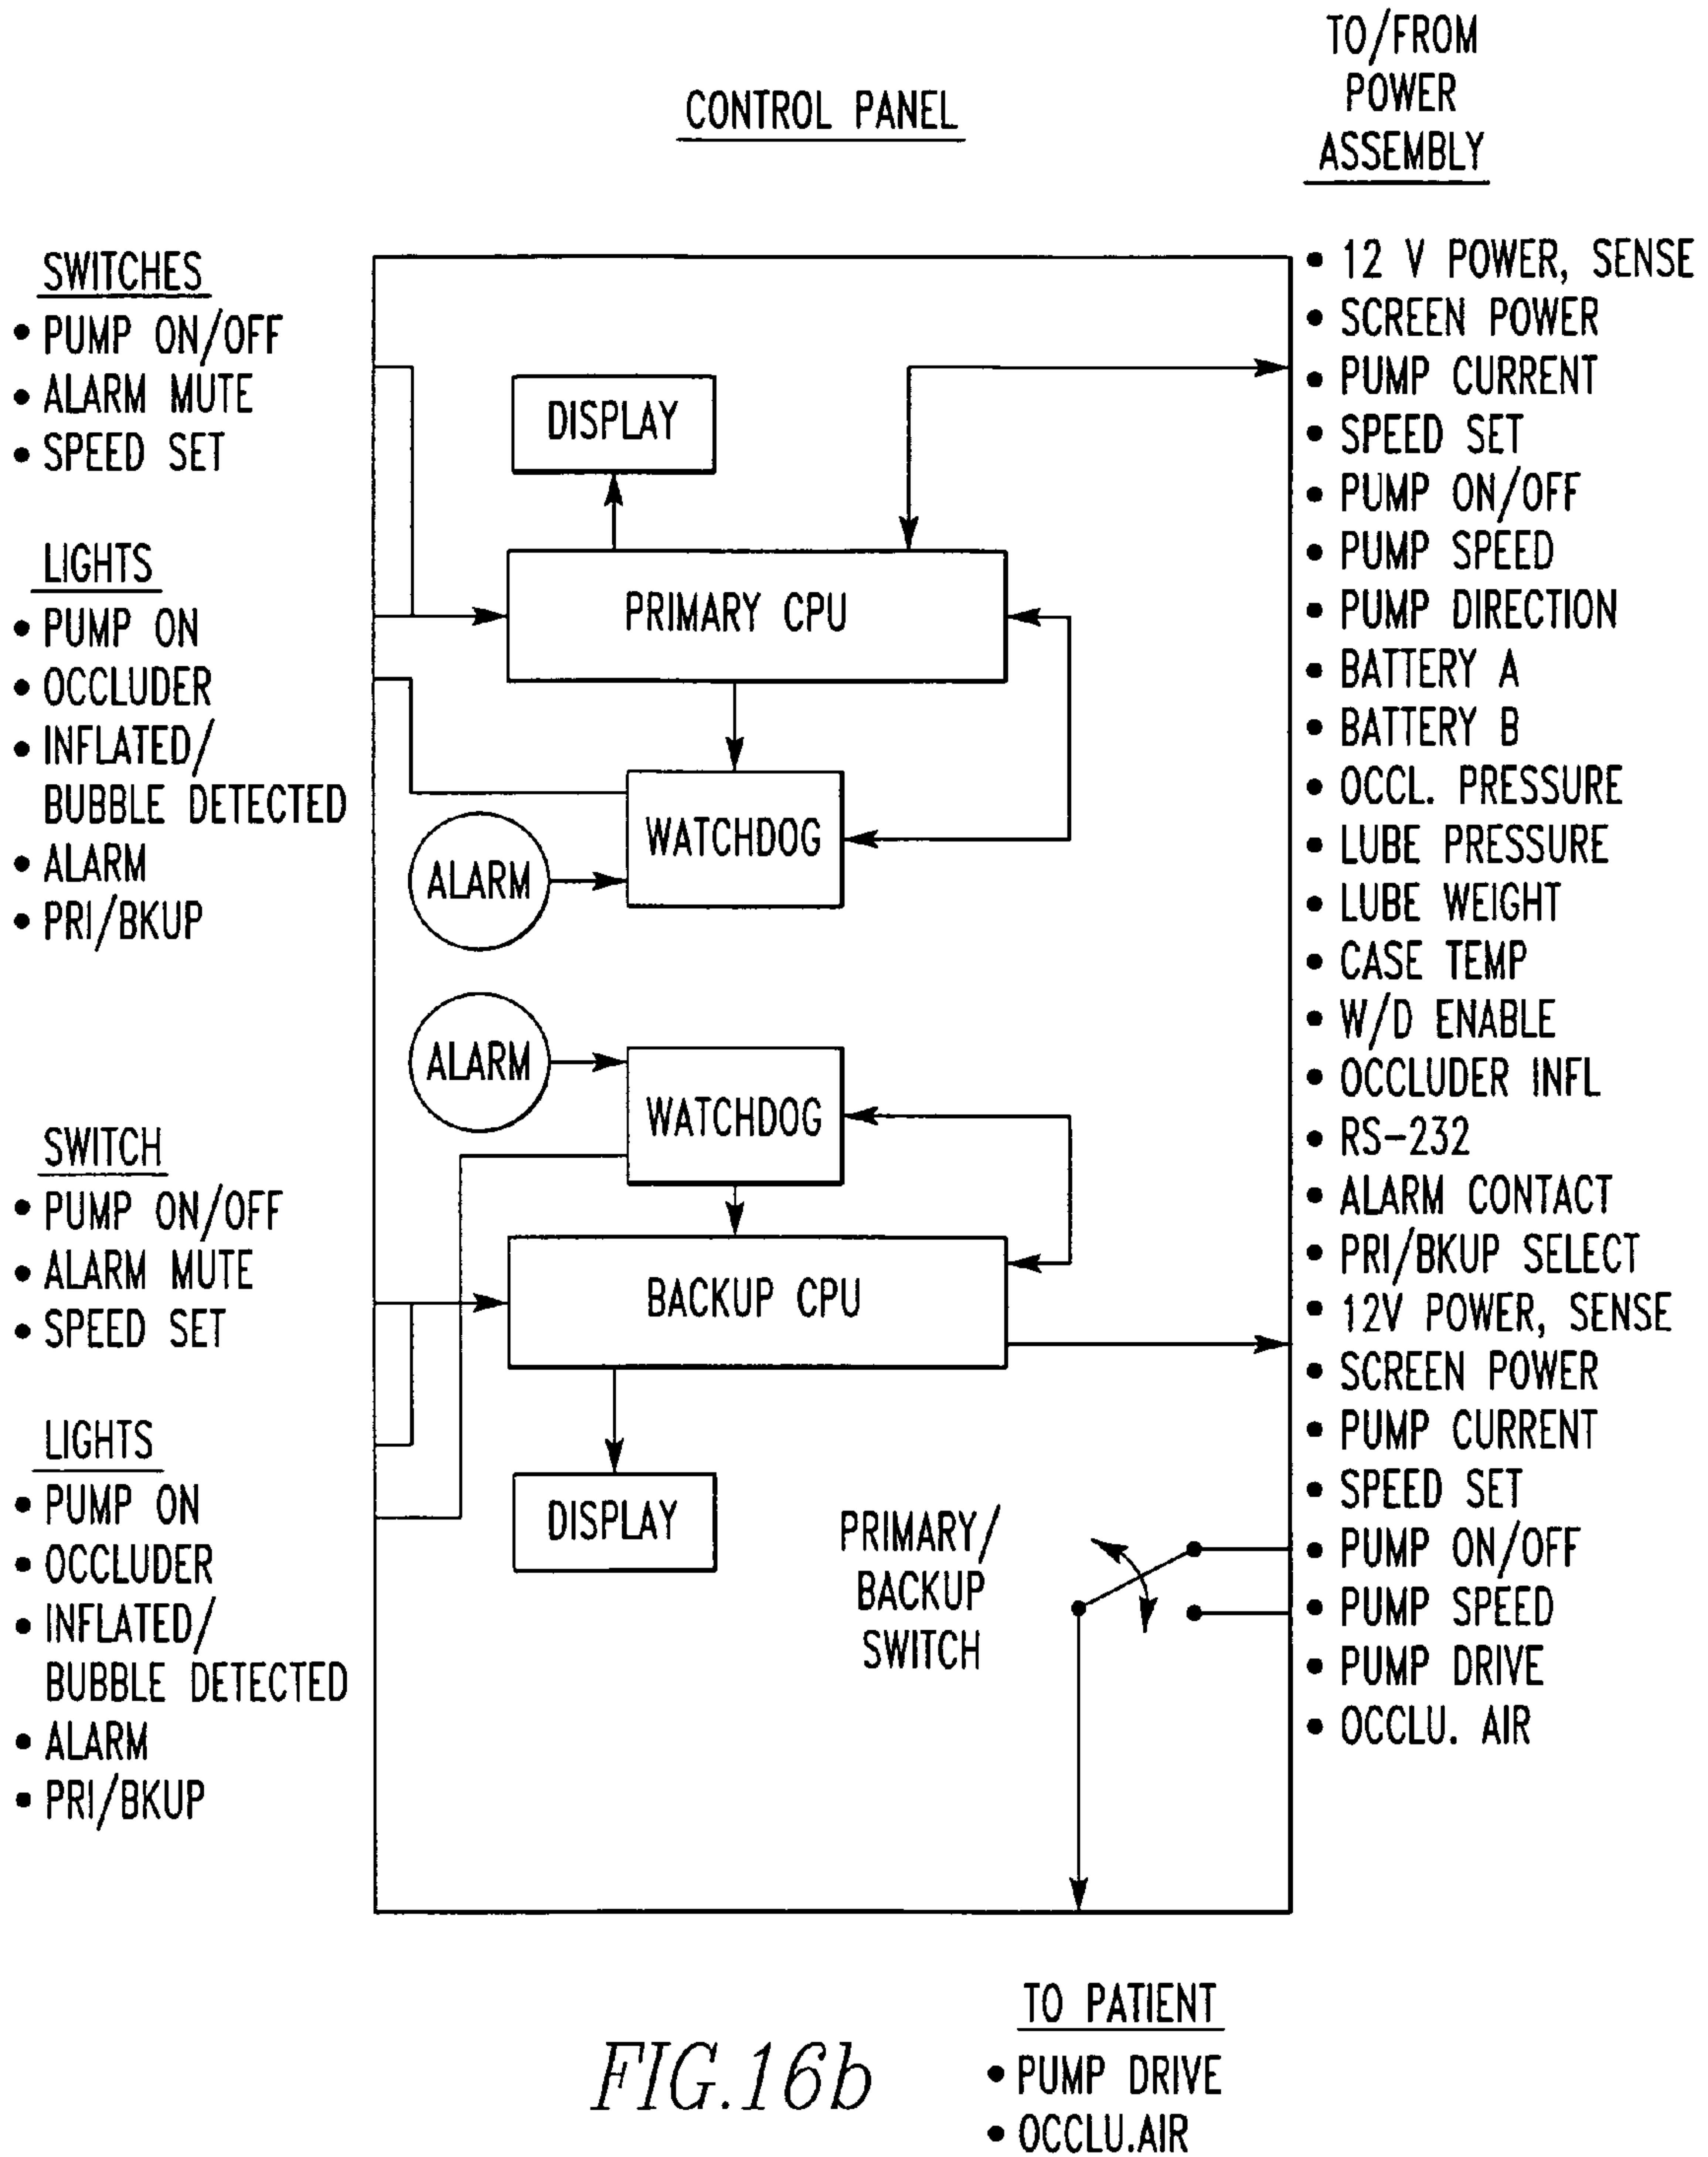 CONTROL PANEL
TO/FROM
POWER
ASSEMBLY
SWITCHES
• PUMP ON/OFF
• ALARM MUTE
• SPEED SET
LIGHTS
• PUMP ON
• OCCLUDER
• INFLATED/
BUBBLE DETECTED
• ALARM
• PRI/BKUP
SWITCH
• PUMP ON/OFF
• ALARM MUTE
• SPEED SET
LIGHTS
• PUMP ON
• OCCLUDER
• INFLATED/
BUBBLE DETECTED
• ALARM
• PRI/BKUP
DISPLAY
PRIMARY CPU
WATCHDOG
ALARM
ALARM
WATCHDOG
BACKUP CPU
DISPLAY
PRIMARY/
BACKUP
SWITCH
• 12 V POWER, SENSE
• SCREEN POWER
• PUMP CURRENT
• SPEED SET
• PUMP ON/OFF
• PUMP SPEED
• PUMP DIRECTION
• BATTERY A
• BATTERY B
• OCCL. PRESSURE
• LUBE PRESSURE
• LUBE WEIGHT
• CASE TEMP
• W/D ENABLE
• OCCLUDER INFL
• RS-232
• ALARM CONTACT
• PRI/BKUP SELECT
• 12V POWER, SENSE
• SCREEN POWER
• PUMP CURRENT
• SPEED SET
• PUMP ON/OFF
• PUMP SPEED
• PUMP DRIVE
• OCCLU. AIR
TO PATIENT
• PUMP DRIVE
• OCCLU.AIR
FIG.16b